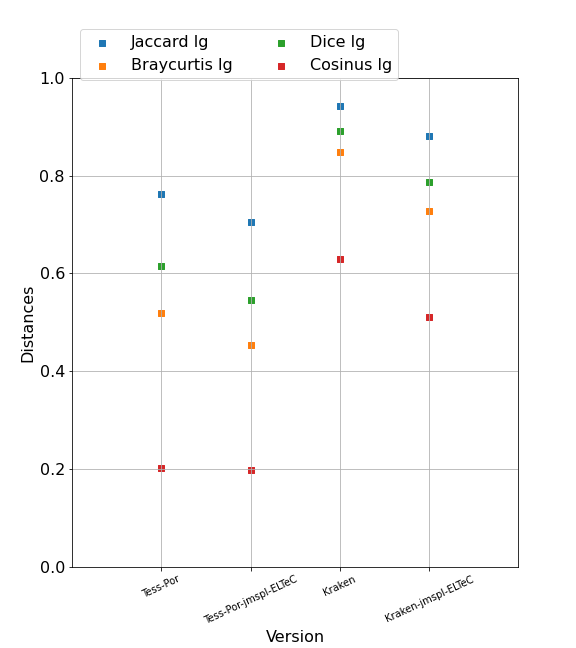 Jaccard lg Dice lg
Braycurtis lg Cosinus lg
1.0
0.8
0.6
0.4
0.2
0.0
Distances
Tess-Por
Tess-Por-jmspl-ELTeC
Kraken
Kraken-jmspl-ELTeC
Version